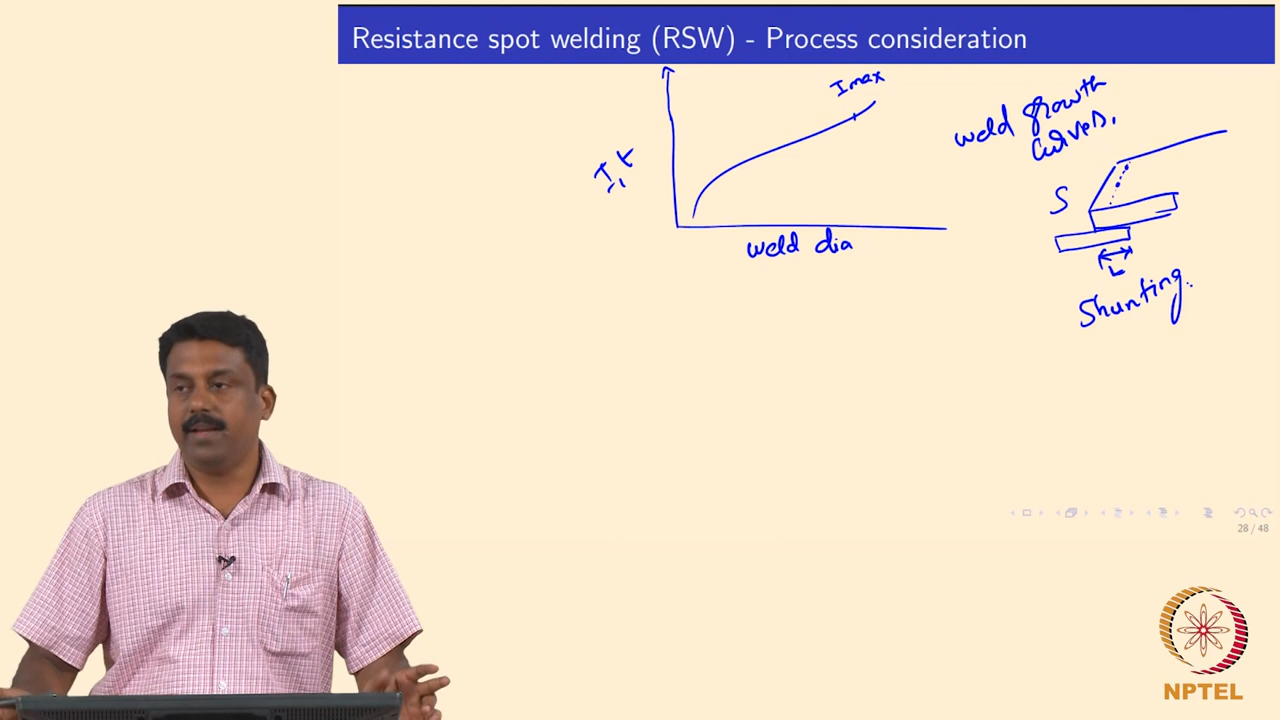 Resistance spot welding (RSW) - Process consideration
Imax
weld growth
curves.
I, t
S
weld dia
L
Shunting.
28 / 48
NPTEL